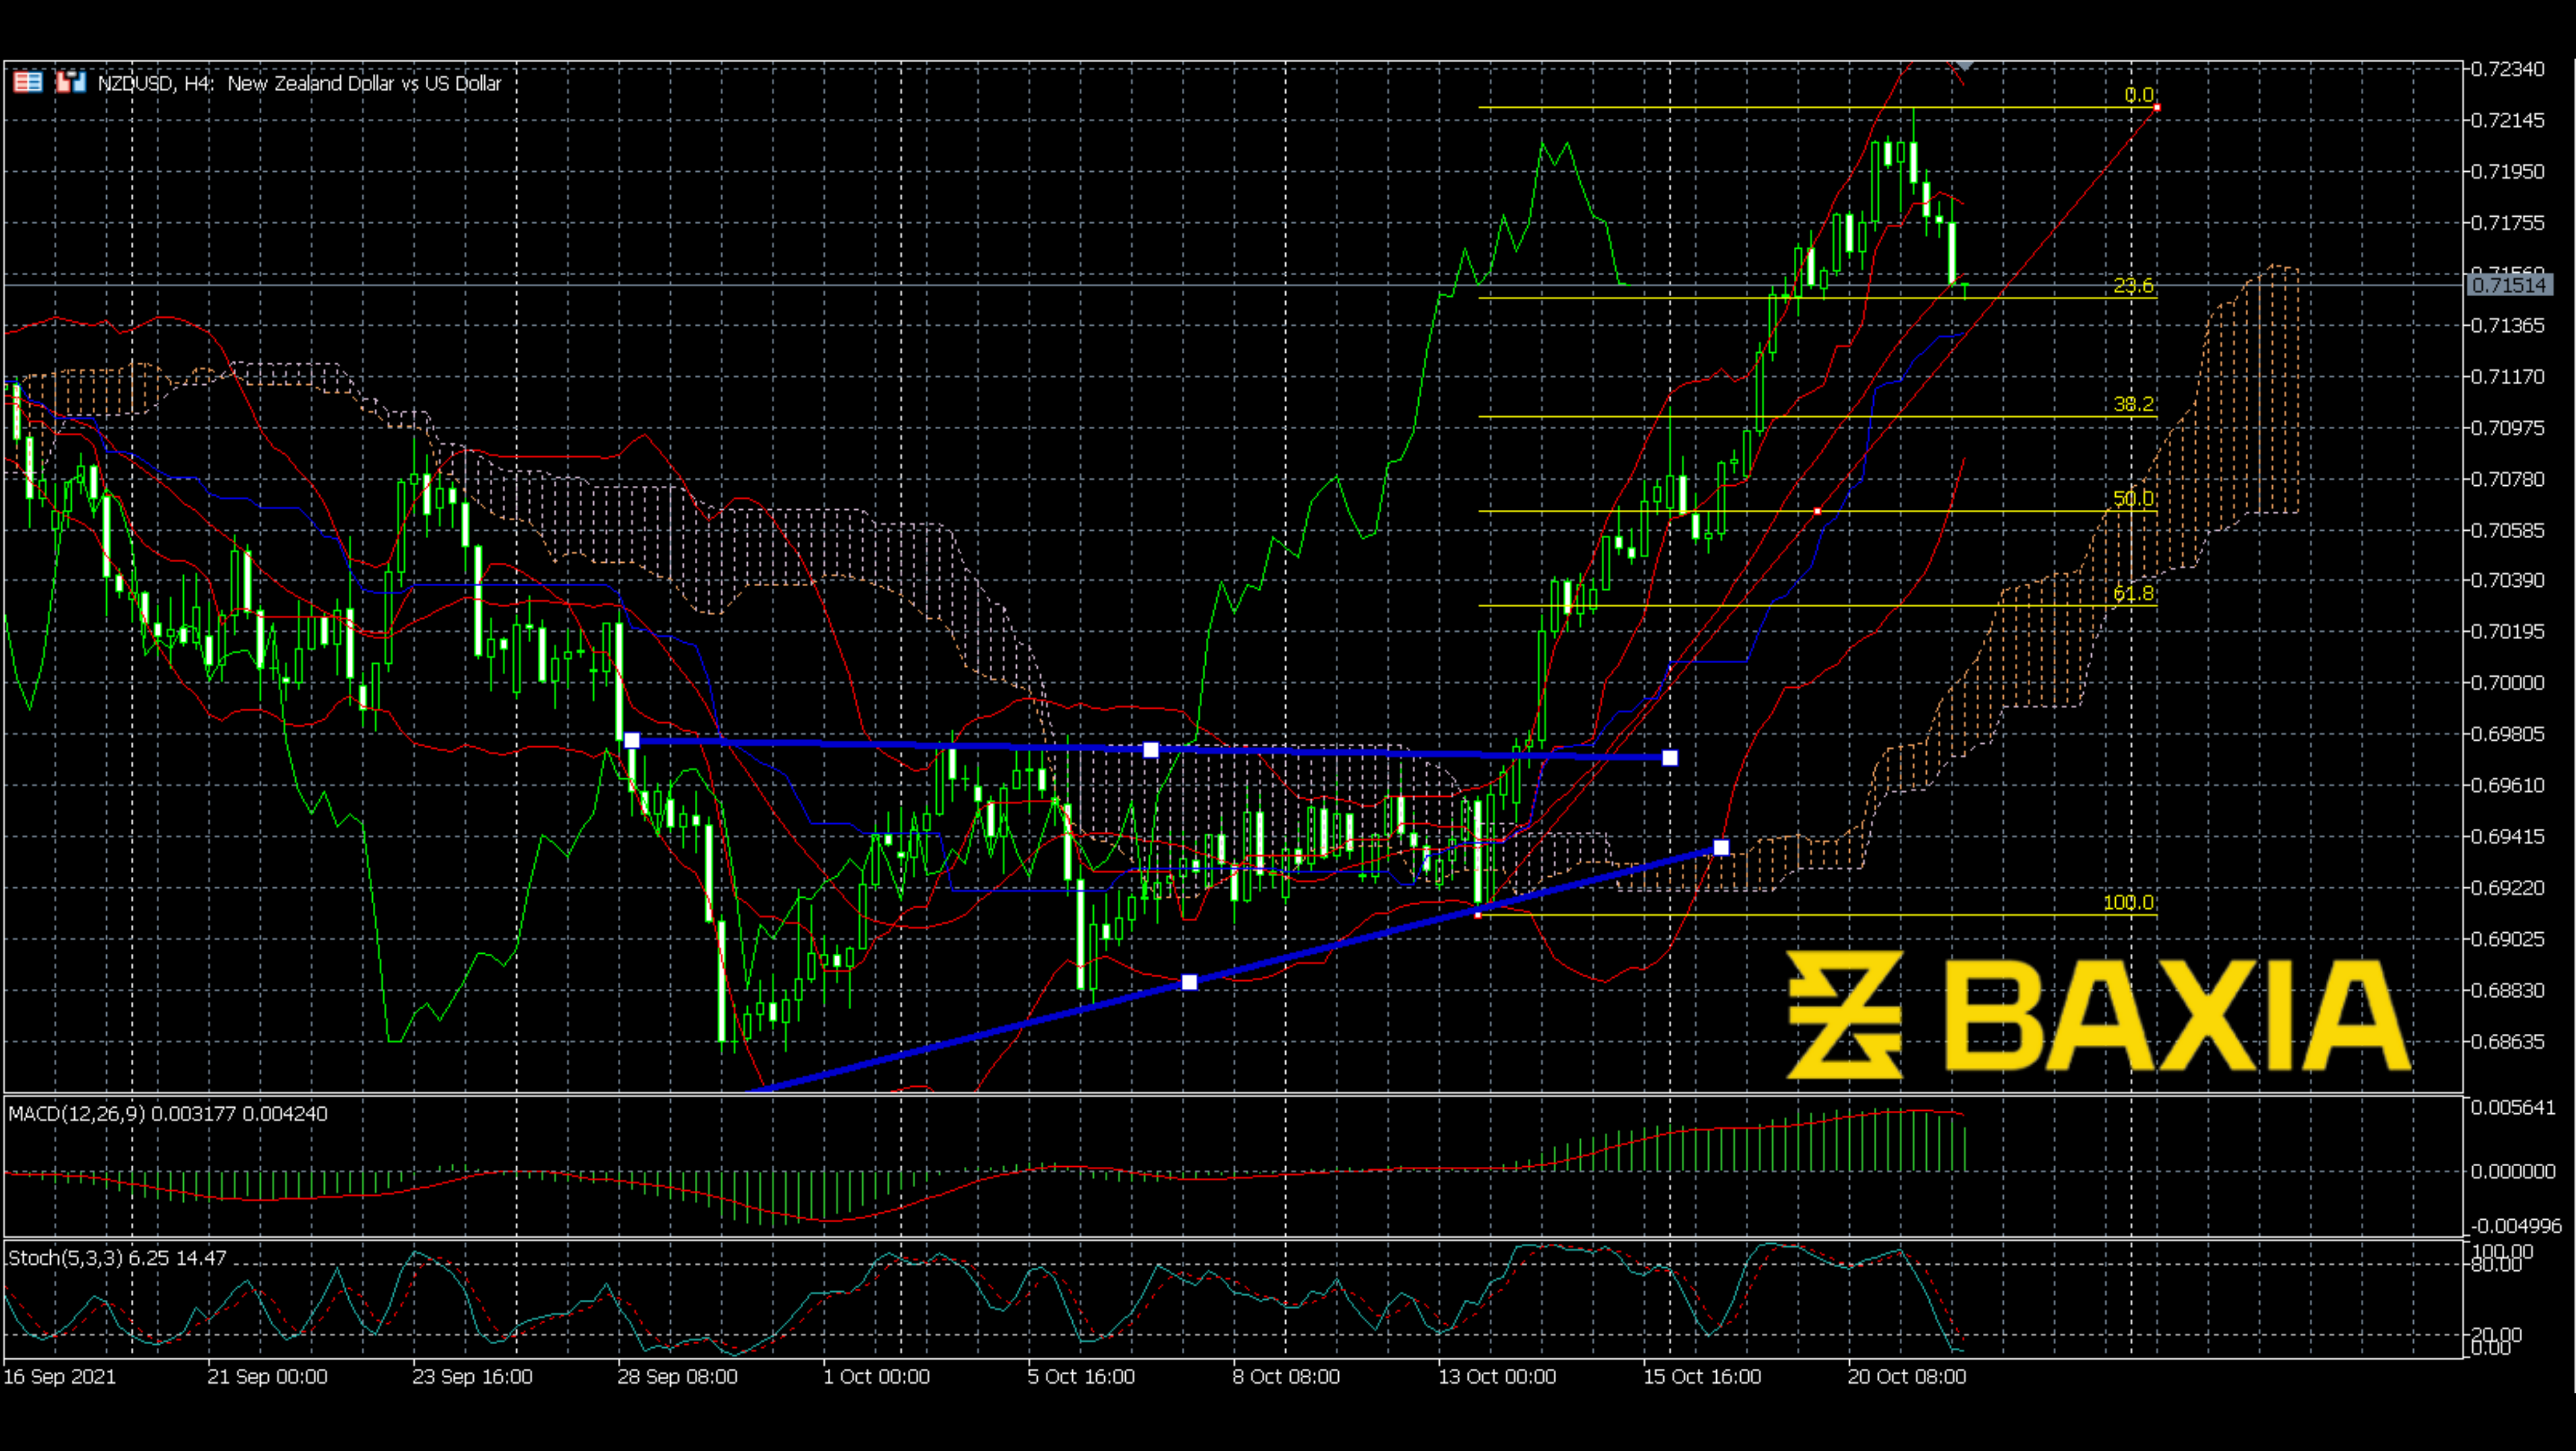 NZDUSD, H4: New Zealand Dollar vs US Dollar
0.72340
0.0
0.72145
0.71950
0.71755
0.71560
23.6
0.71514
0.71365
0.71170
38.2
0.70975
0.70780
50.0
0.70585
0.70390
61.8
0.70195
0.70000
0.69805
0.69610
0.69415
0.69220
100.0
0.69025
0.68830
BAXIA
0.68635
MACD(12,26,9) 0.003177 0.004240
0.005641
0.000000
-0.004996
Stoch(5,3,3) 6.25 14.47
100.00
80.00
20.00
0.00
16 Sep 2021
21 Sep 00:00
23 Sep 16:00
28 Sep 08:00
1 Oct 00:00
5 Oct 16:00
8 Oct 08:00
13 Oct 00:00
15 Oct 16:00
20 Oct 08:00